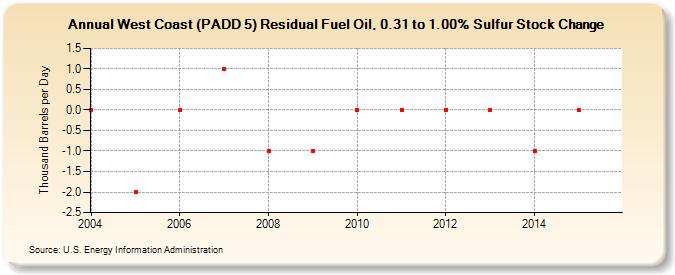 Annual West Coast (PADD 5) Residual Fuel Oil, 0.31 to 1.00% Sulfur Stock Change
Thousand Barrels per Day
1.5
1.0
0.5
0.0
-0.5
-1.0
-1.5
-2.0
-2.5
2004 2006 2008 2010 2012 2014
Source: U.S. Energy Information Administration